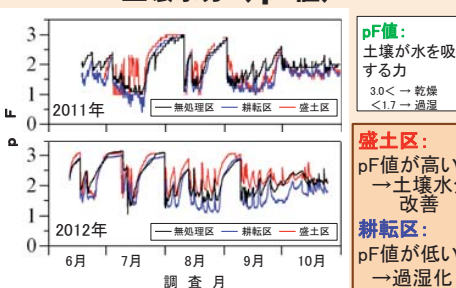 3
2
1
0
2011年
無処理区 耕耘区 盛土区
pF
3
2
1
0
2012年
無処理区 耕耘区 盛土区
6月 7月 8月 9月 10月
調査月
pF値:
土壌が水を吸
する力
3.0< → 乾燥
<1.7 → 過湿
盛土区:
pF値が高い
→土壌水分
改善
耕耘区:
pF値が低い
→過湿化